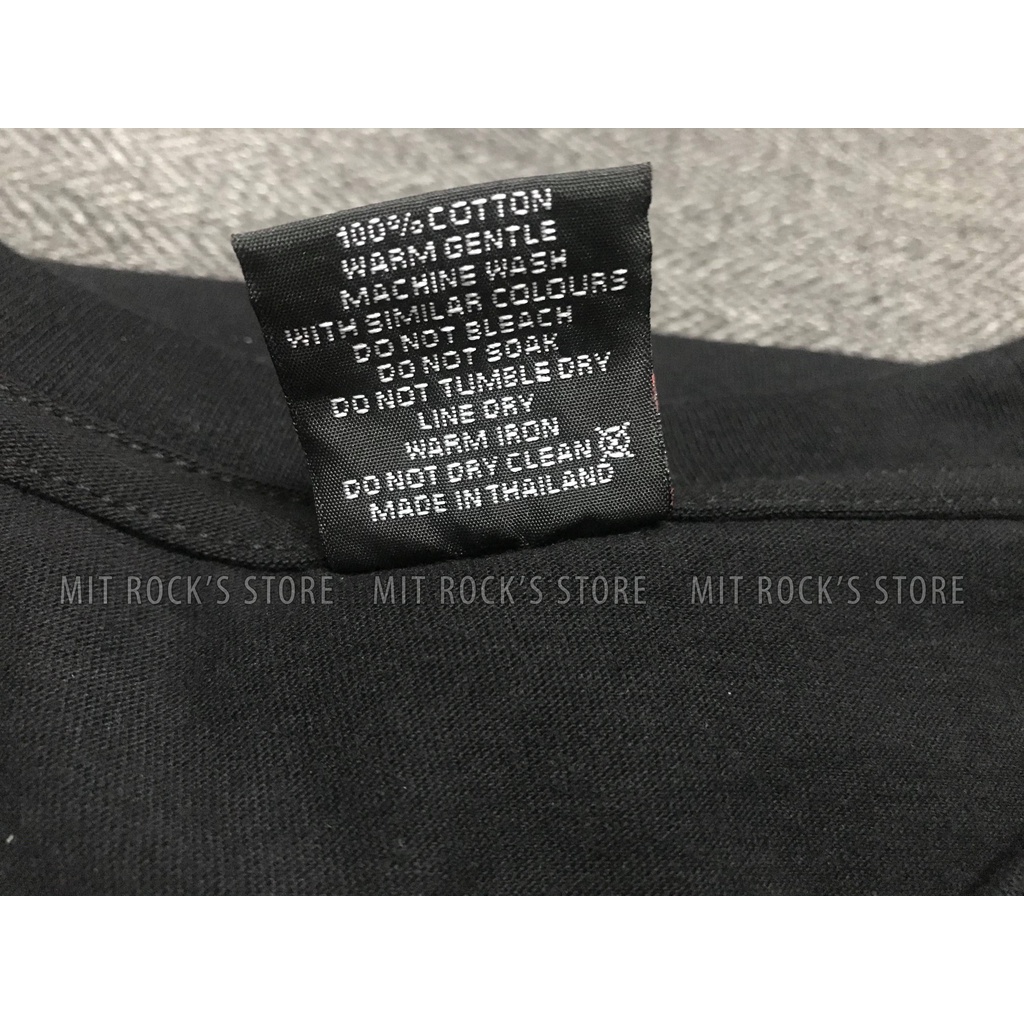 100% COTTON
WARM GENTLE
MACHINE WASH
WITH SIMILAR COLOURS
DO NOT BLEACH
DO NOT SOAK
DO NOT TUMBLE DRY
LINE DRY
WARM IRON
DO NOT DRY CLEAN
MADE IN THAILAND
MIT ROCK'S STORE MIT ROCK'S STORE MIT ROCK'S STORE